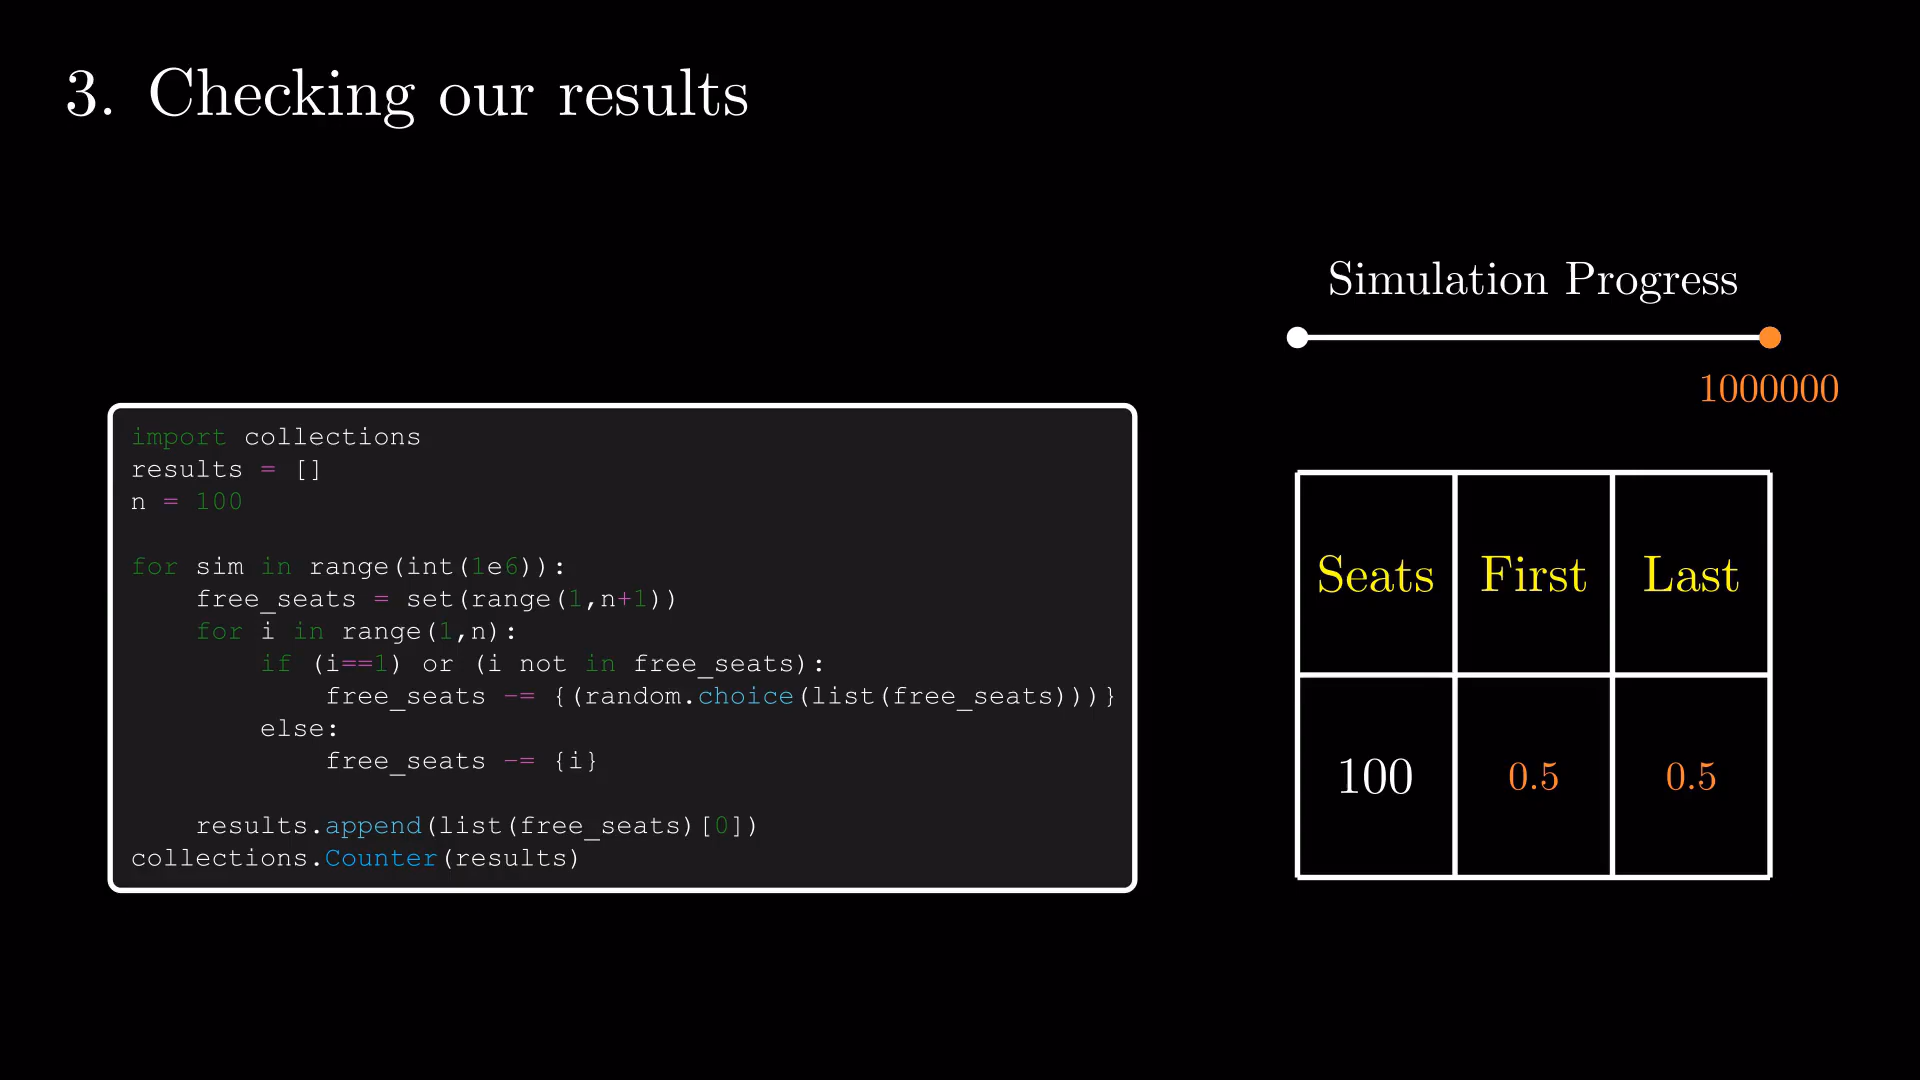 3. Checking our results
Simulation Progress
1000000
import collections
results = []
n = 100
for sim in range(int(1e6)):
    free_seats = set(range(1,n+1))
    for i in range(1,n):
        if (i==1) or (i not in free_seats):
            free_seats -= {(random.choice(list(free_seats)))}
        else:
            free_seats -= {i}
    results.append(list(free_seats)[0])
collections.Counter(results)
Seats First Last
100 0.5 0.5